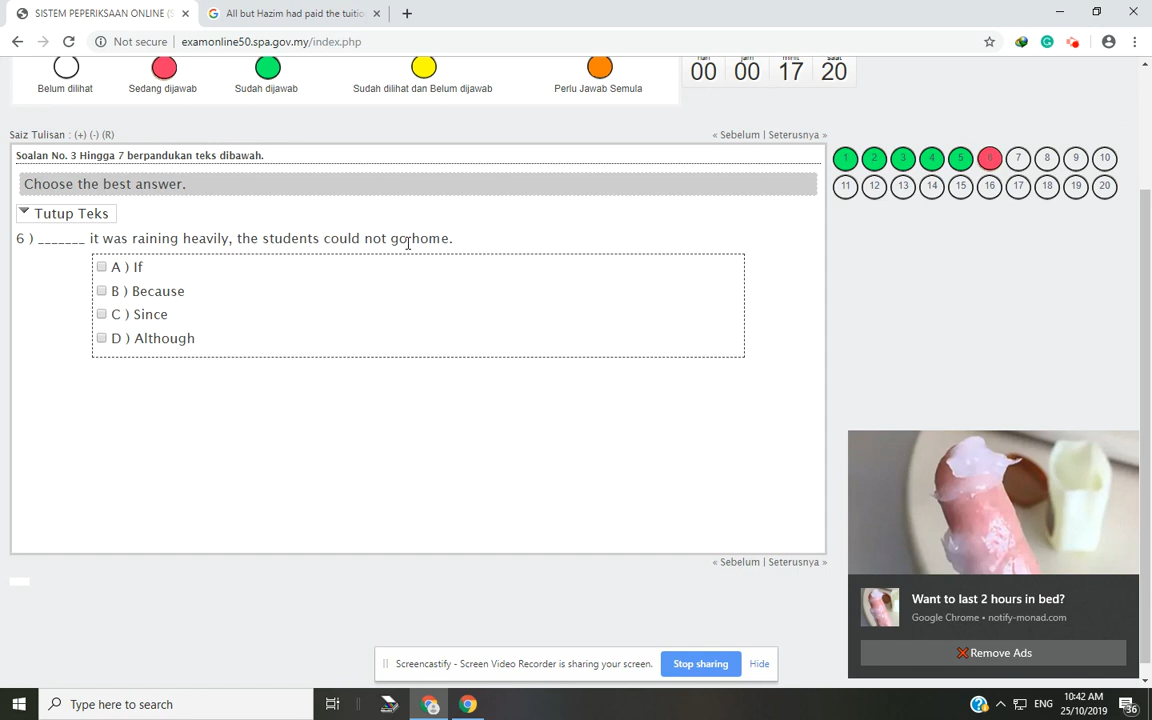 SISTEM PEPERIKSAAN ONLINE (S
All but Hazim had paid the tuitio
Not secure | examonline50.spa.gov.my/index.php
Belum dilihat
Sedang dijawab
Sudah dijawab
Sudah dilihat dan Belum dijawab
Perlu Jawab Semula
00 00 17 20
Saiz Tulisan : (+) (-) (R)
« Sebelum | Seterusnya »
Soalan No. 3 Hingga 7 berpandukan teks dibawah.
1 2 3 4 5 6 7 8 9 10
11 12 13 14 15 16 17 18 19 20
Choose the best answer.
Tutup Teks
6 ) _______ it was raining heavily, the students could not go home.
A ) If
B ) Because
C ) Since
D ) Although
« Sebelum | Seterusnya »
Want to last 2 hours in bed?
Google Chrome • notify-monad.com
Remove Ads
Screencastify - Screen Video Recorder is sharing your screen.
Stop sharing
Hide
Type here to search
ENG
10:42 AM
25/10/2019
36